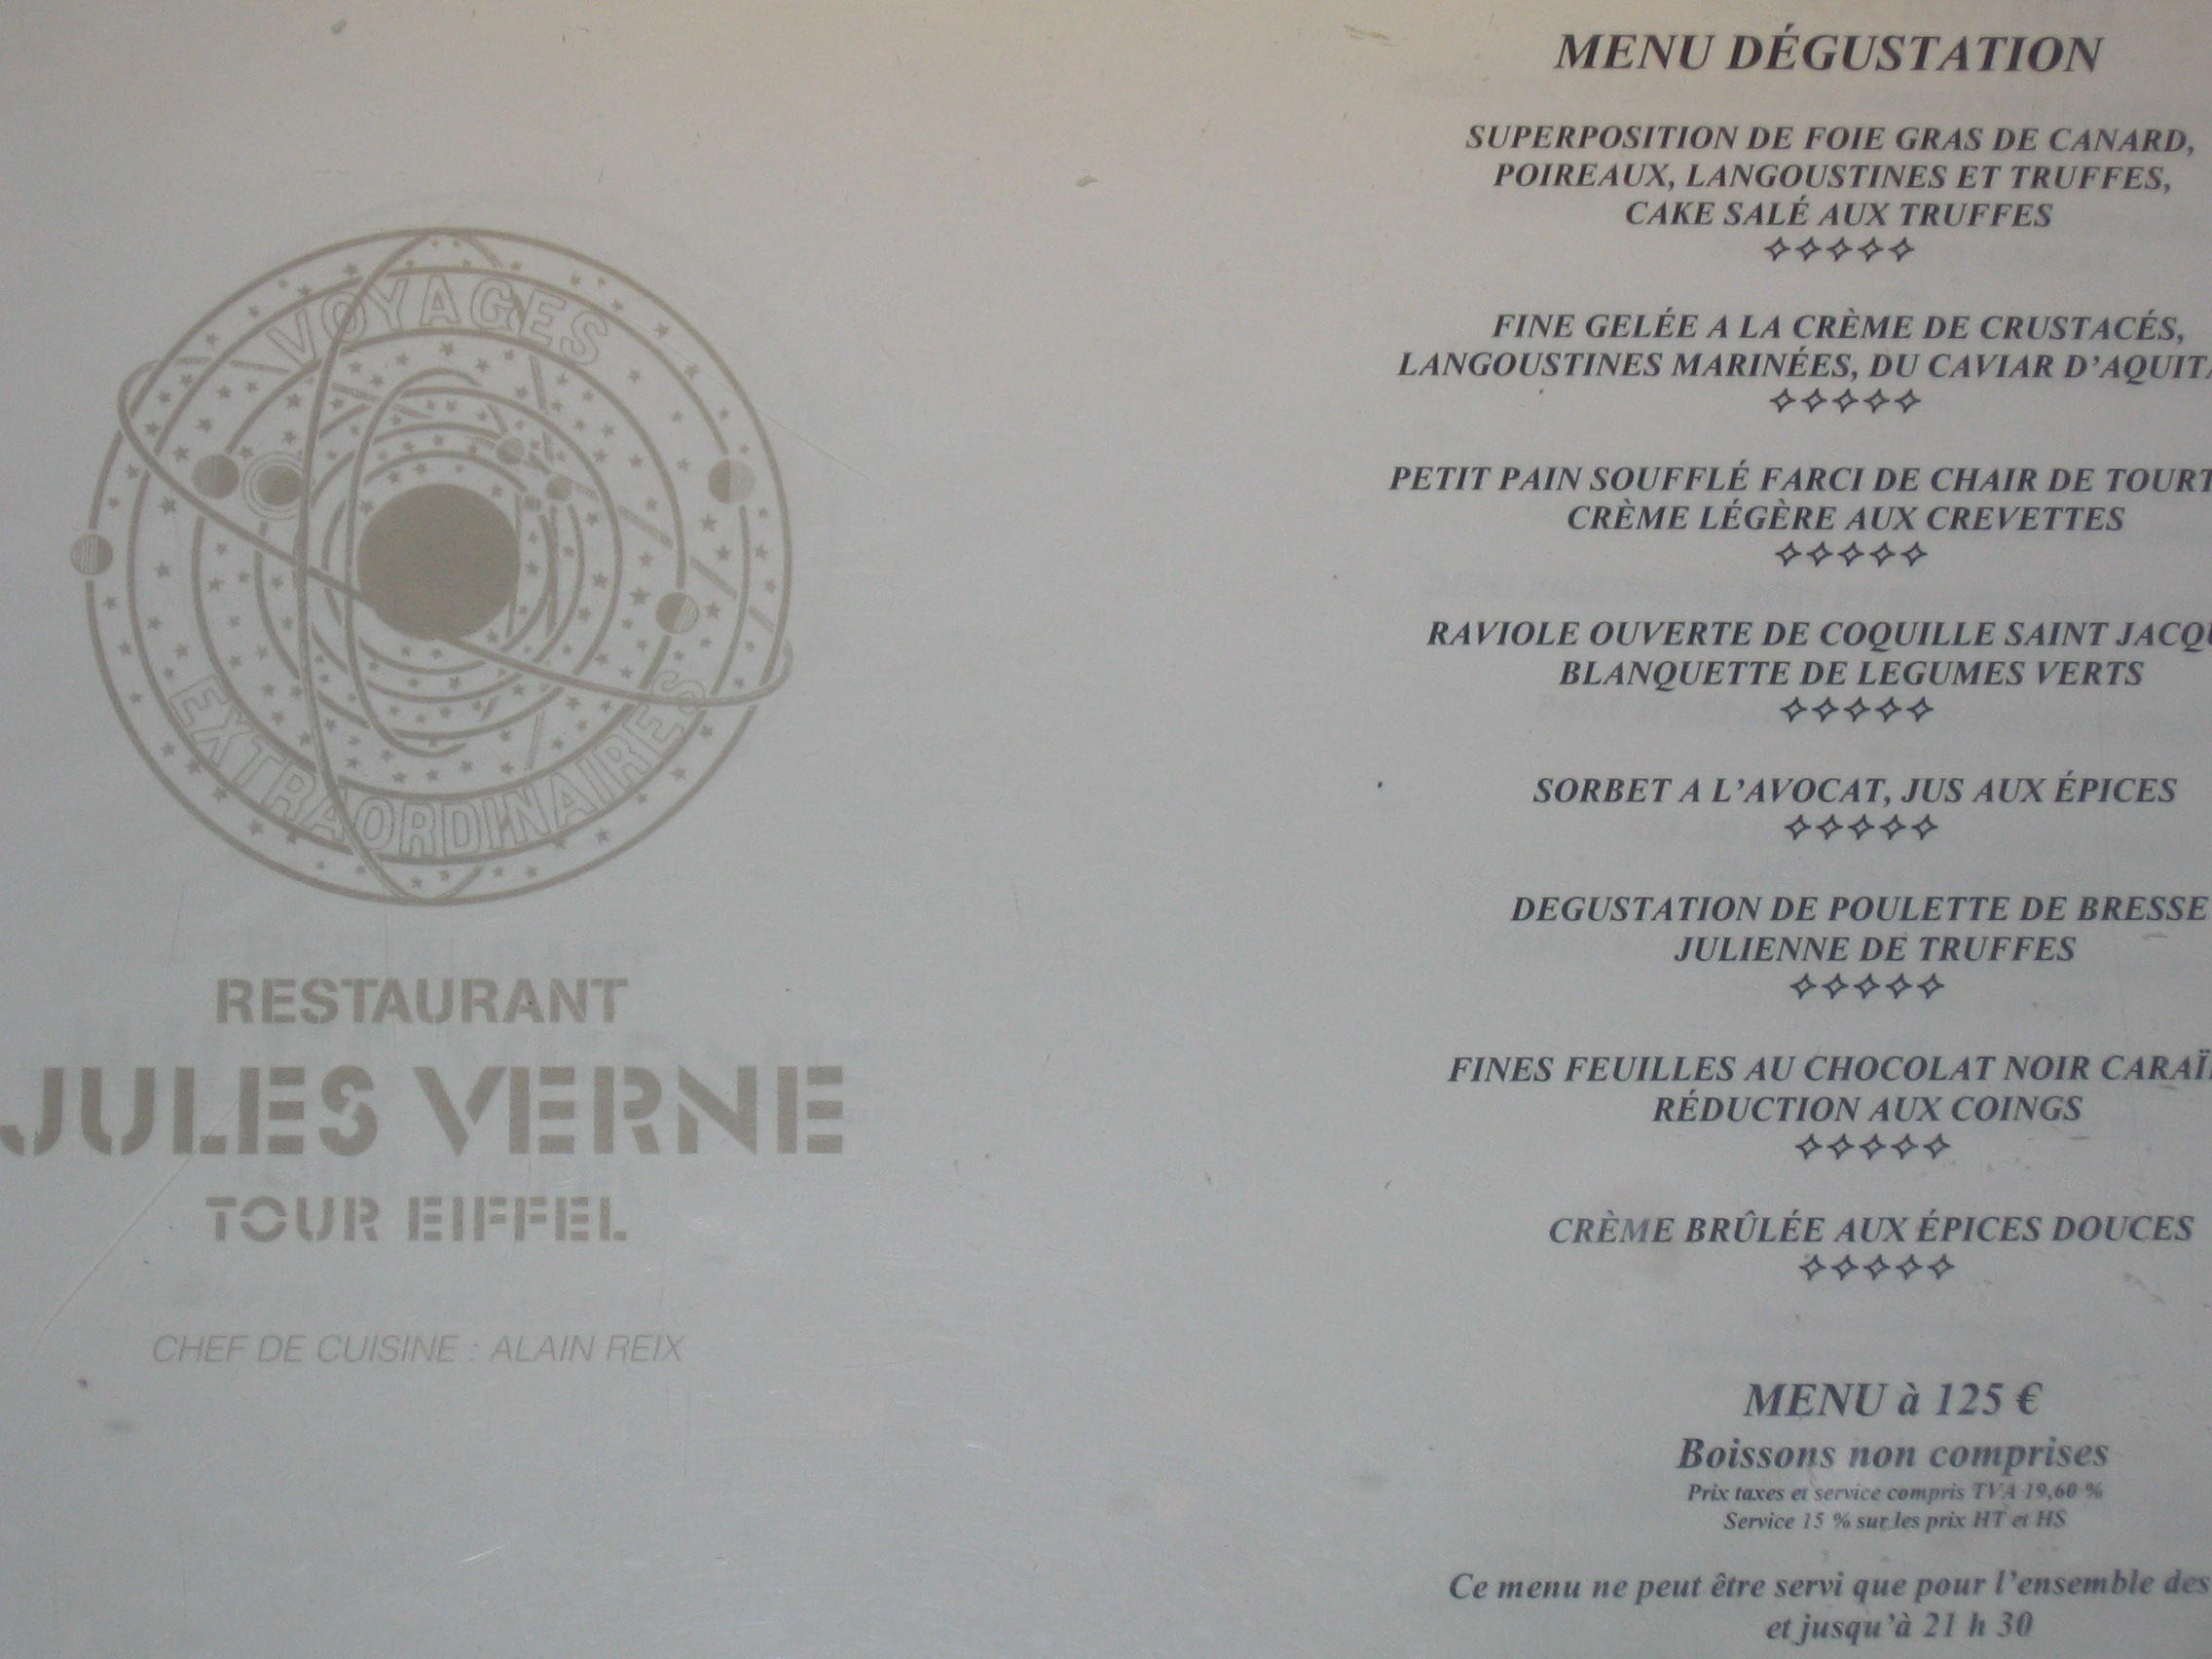 VOYAGES
EXTRAORDINAIRES
RESTAURANT
JULES VERNE
TOUR EIFFEL
CHEF DE CUISINE : ALAIN REIX
MENU DÉGUSTATION
SUPERPOSITION DE FOIE GRAS DE CANARD,
POIREAUX, LANGOUSTINES ET TRUFFES,
CAKE SALÉ AUX TRUFFES
FINE GELÉE A LA CRÈME DE CRUSTACÉS,
LANGOUSTINES MARINÉES, DU CAVIAR
PETIT PAIN SOUFFLÉ FARCI DE CHAIR DE
CRÈME LÉGÈRE AUX CREVETTES
RAVIOLE OUVERTE DE COQUILLE SAINT
BLANQUETTE DE LEGUMES VERTS
SORBET A L'AVOCAT, JUS AUX ÉPICES
DEGUSTATION DE POULETTE DE BRESSE
JULIENNE DE TRUFFES
FINES FEUILLES AU CHOCOLAT NOIR
RÉDUCTION AUX COINGS
CRÈME BRÛLÉE AUX ÉPICES DOUCES
MENU à 125 €
Boissons non comprises
Prix taxes et service compris TVA 19,60 %
Service 15 % sur les prix HT et HS
Ce menu ne peut être servi que pour l'ensemble des
et jusqu'à 21 h 30